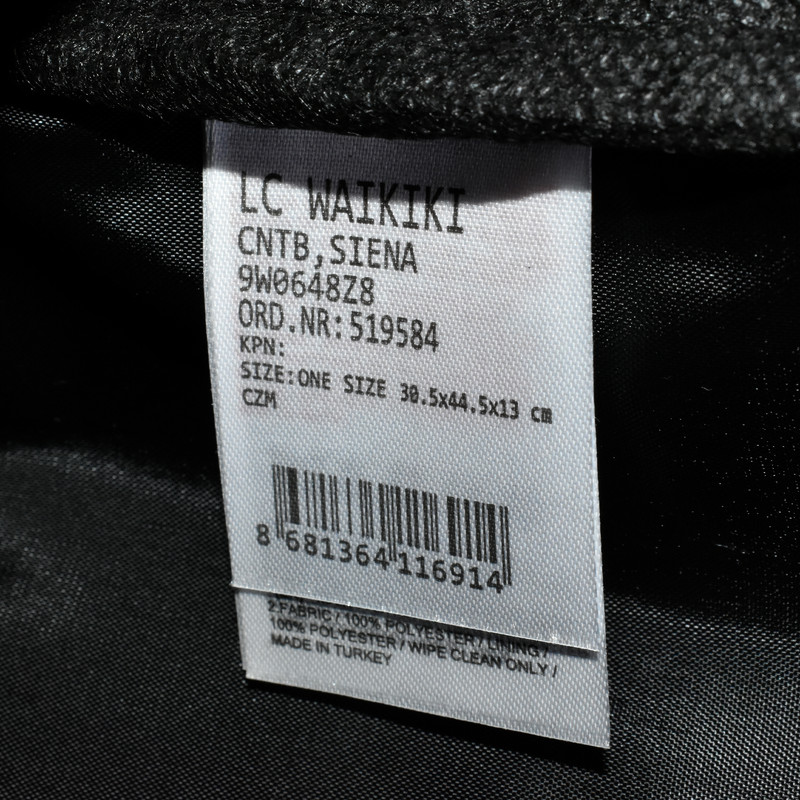 LC WAIKIKI
CNTB,SIENA
9W0648Z8
ORD.NR:519584
KPN:
SIZE:ONE SIZE 30.5x44.5x13 cm
CZM
8 681364 116914
2.FABRIC / 100% POLYESTER / LINING /
100% POLYESTER / WIPE CLEAN ONLY /
MADE IN TURKEY